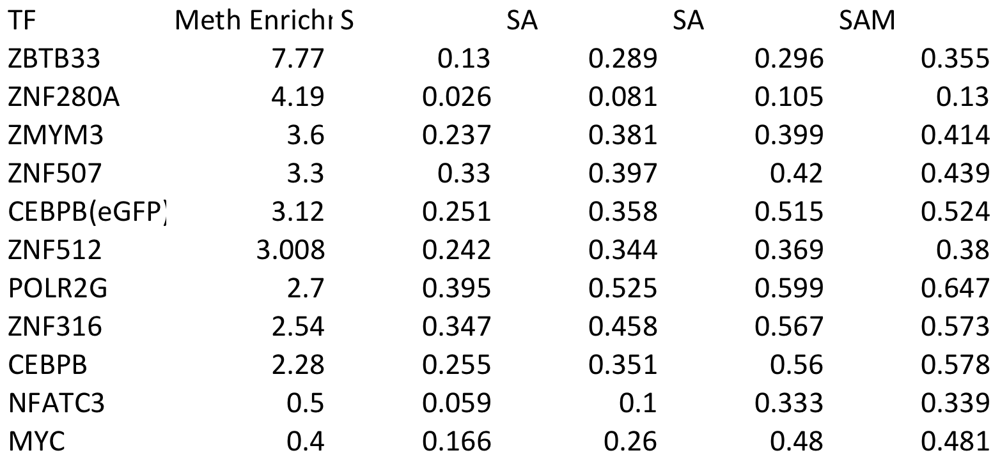 TF Meth S SA SA SAM
ZBTB33 7.77 0.13 0.289 0.296 0.355
ZNF280A 4.19 0.026 0.081 0.105 0.13
ZMYM3 3.6 0.237 0.381 0.399 0.414
ZNF507 3.3 0.33 0.397 0.42 0.439
CEBPB(eGFP) 3.12 0.251 0.358 0.515 0.524
ZNF512 3.008 0.242 0.344 0.369 0.38
POLR2G 2.7 0.395 0.525 0.599 0.647
ZNF316 2.54 0.347 0.458 0.567 0.573
CEBPB 2.28 0.255 0.351 0.56 0.578
NFATC3 0.5 0.059 0.1 0.333 0.339
MYC 0.4 0.166 0.26 0.48 0.481